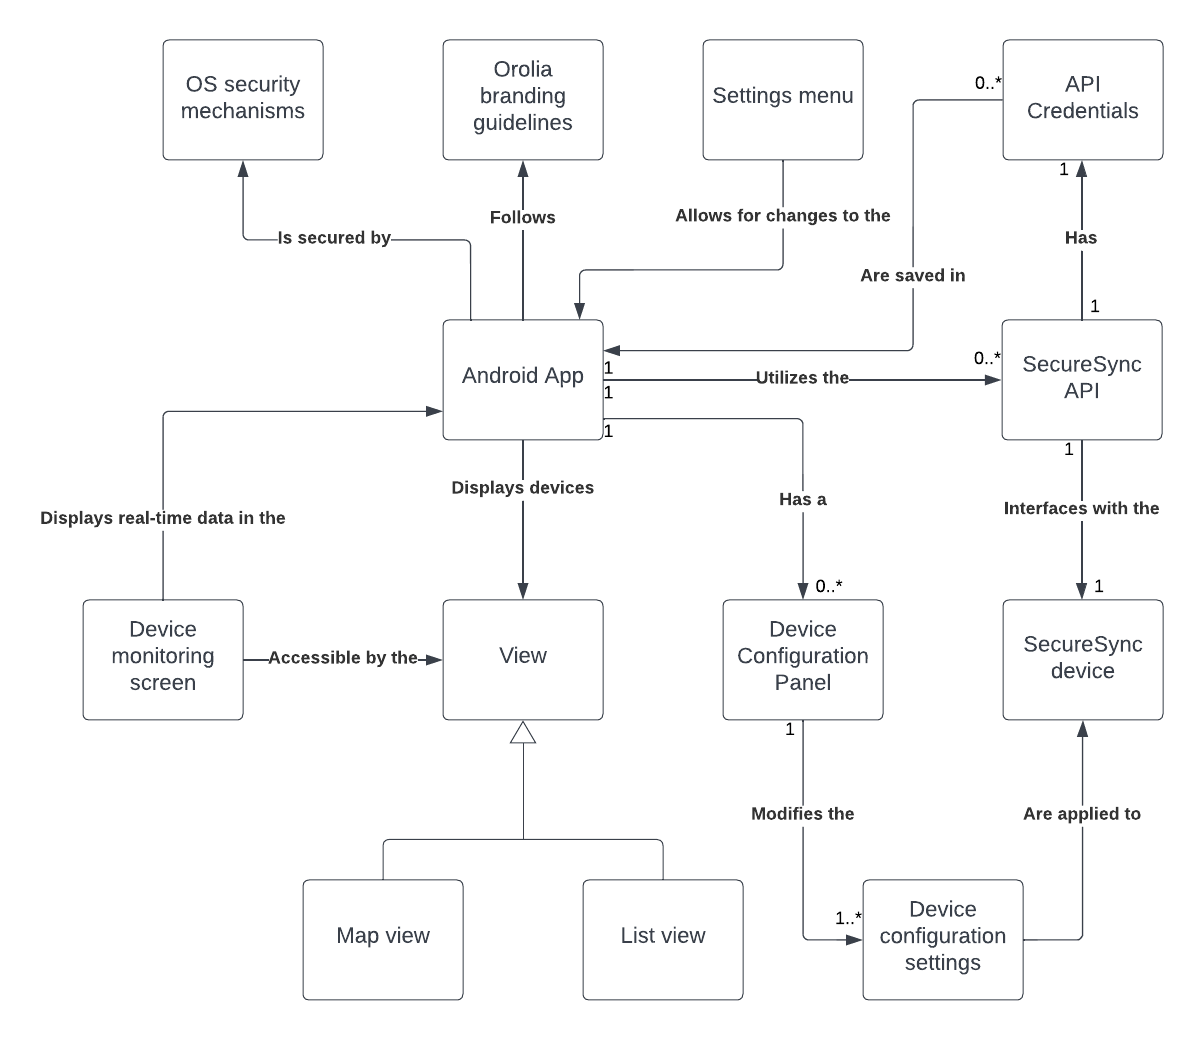 OS security
mechanisms
Orolia
branding
guidelines
Settings menu
API
Credentials
0..*
1
Follows
Allows for changes to the
Is secured by
Has
Are saved in
1
Android App
1
1
1
Utilizes the
0..*
SecureSync
API
1
Displays devices
Has a
Interfaces with the
Displays real-time data in the
0..*
1
Device
monitoring
screen
Accessible by the
View
Device
Configuration
Panel
SecureSync
device
1
Modifies the
Are applied to
1..*
Map view
List view
Device
configuration
settings